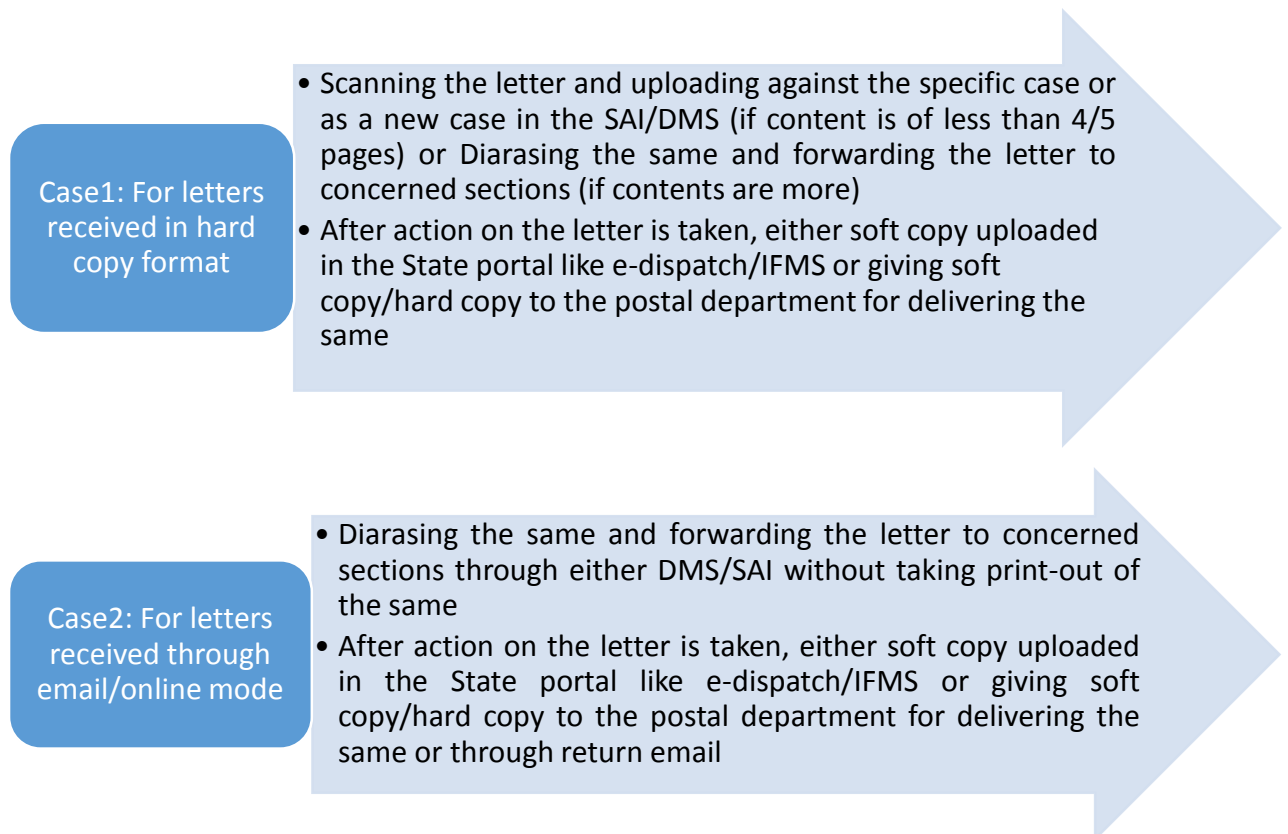 Case1: For letters
received in hard
copy format
• Scanning the letter and uploading against the specific case or
as a new case in the SAI/DMS (if content is of less than 4/5
pages) or Diarasing the same and forwarding the letter to
concerned sections (if contents are more)
• After action on the letter is taken, either soft copy uploaded
in the State portal like e-dispatch/IFMS or giving soft
copy/hard copy to the postal department for delivering the
same
Case2: For letters
received through
email/online mode
• Diarasing the same and forwarding the letter to concerned
sections through either DMS/SAI without taking print-out of
the same
• After action on the letter is taken, either soft copy uploaded
in the State portal like e-dispatch/IFMS or giving soft
copy/hard copy to the postal department for delivering the
same or through return email